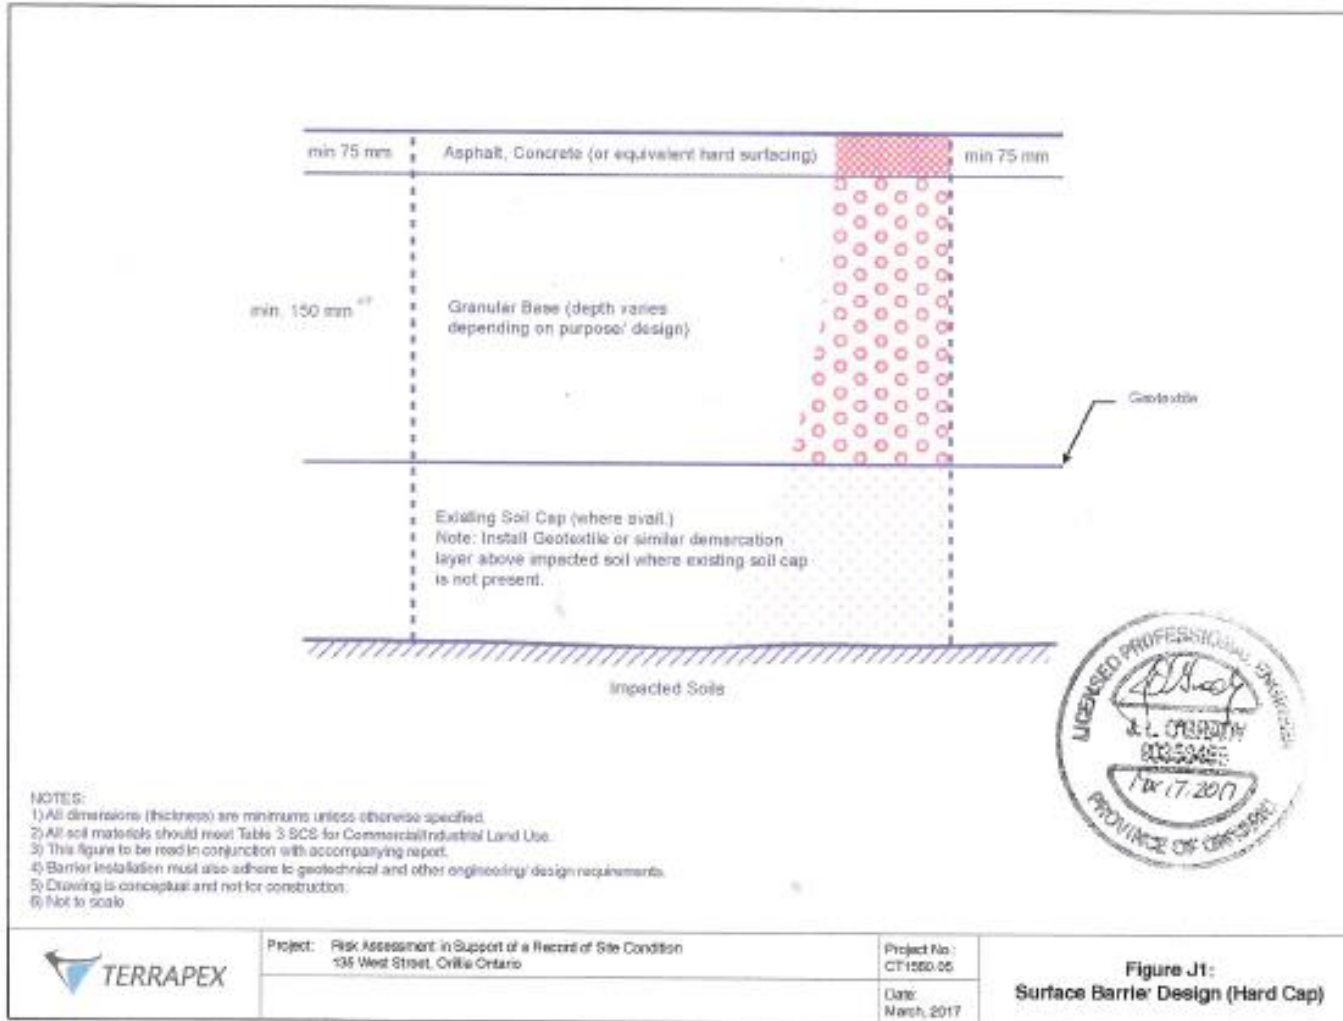 min 75 mm
Asphalt, Concrete (or equivalent hard surfacing)
min 75 mm
min. 150 mm
Granular Base (depth varies
depending on purpose/ design)
Geotextile
Existing Soil Cap (where avail.)
Note: Install Geotextile or similar demarcation
layer above impacted soil where existing soil cap
is not present.
Impacted Soils
LICENSED PROFESSIONAL ENGINEER
Mar 17. 2017
PROVINCE OF ONTARIO
NOTES:
1) All dimensions (thickness) are minimums unless otherwise specified.
2) All soil materials should meet Table 3 SCS for Commercial/Industrial Land Use.
3) This figure to be read in conjunction with accompanying report.
4) Barrier installation must also adhere to geotechnical and other engineering/ design requirements.
5) Drawing is conceptual and not for construction.
6) Not to scale
TERRAPEX
Project: Risk Assessment in Support of a Record of Site Condition
135 West Street, Orillia Ontario
Project No.:
CT1580.05
Date:
March, 2017
Figure J1:
Surface Barrier Design (Hard Cap)